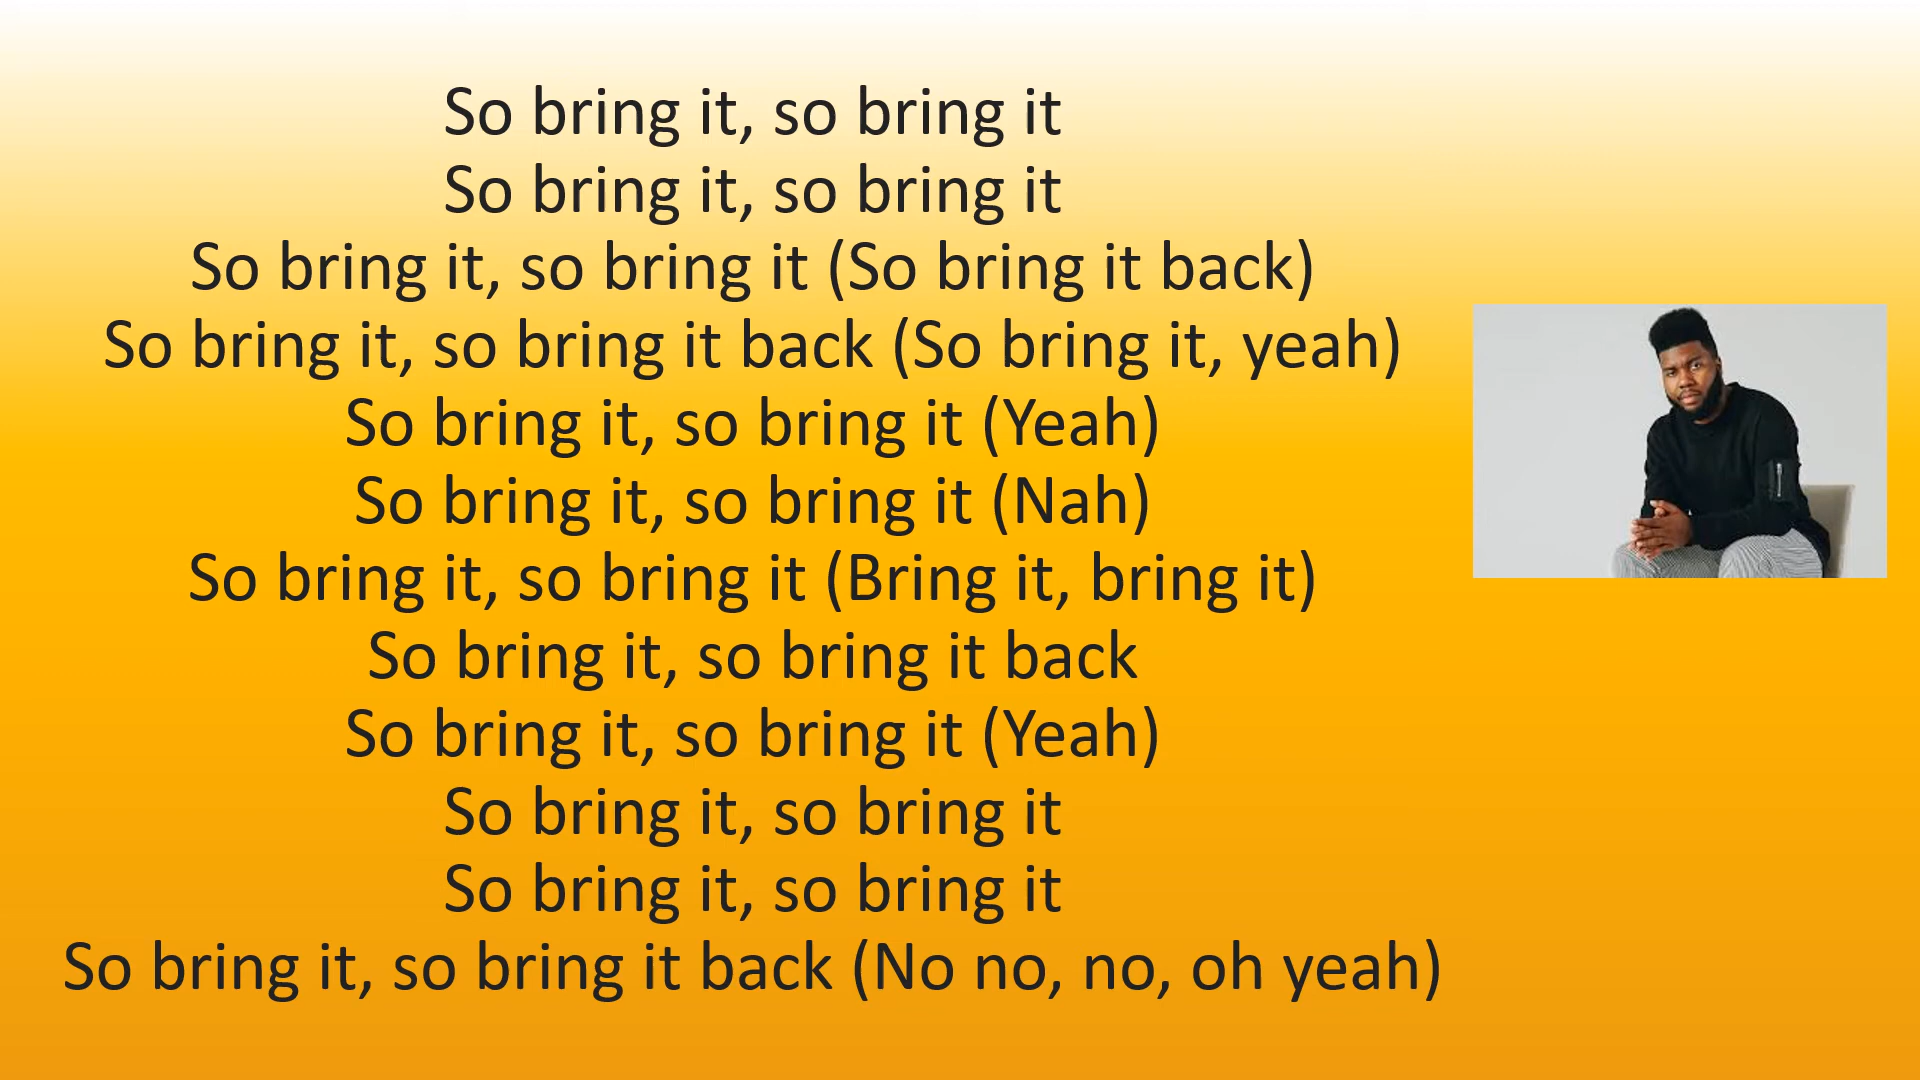 So bring it, so bring it
So bring it, so bring it
So bring it, so bring it (So bring it back)
So bring it, so bring it back (So bring it, yeah)
So bring it, so bring it (Yeah)
So bring it, so bring it (Nah)
So bring it, so bring it (Bring it, bring it)
So bring it, so bring it back
So bring it, so bring it (Yeah)
So bring it, so bring it
So bring it, so bring it
So bring it, so bring it back (No no, no, oh yeah)